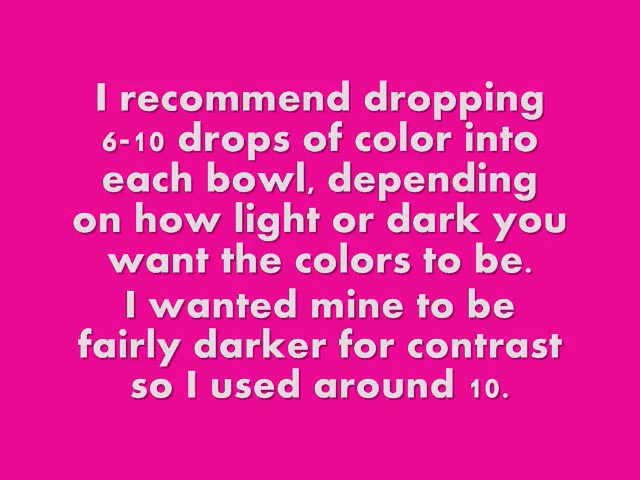 I recommend dropping
6-10 drops of color into
each bowl, depending
on how light or dark you
want the colors to be.
I wanted mine to be
fairly darker for contrast
so I used around 10.